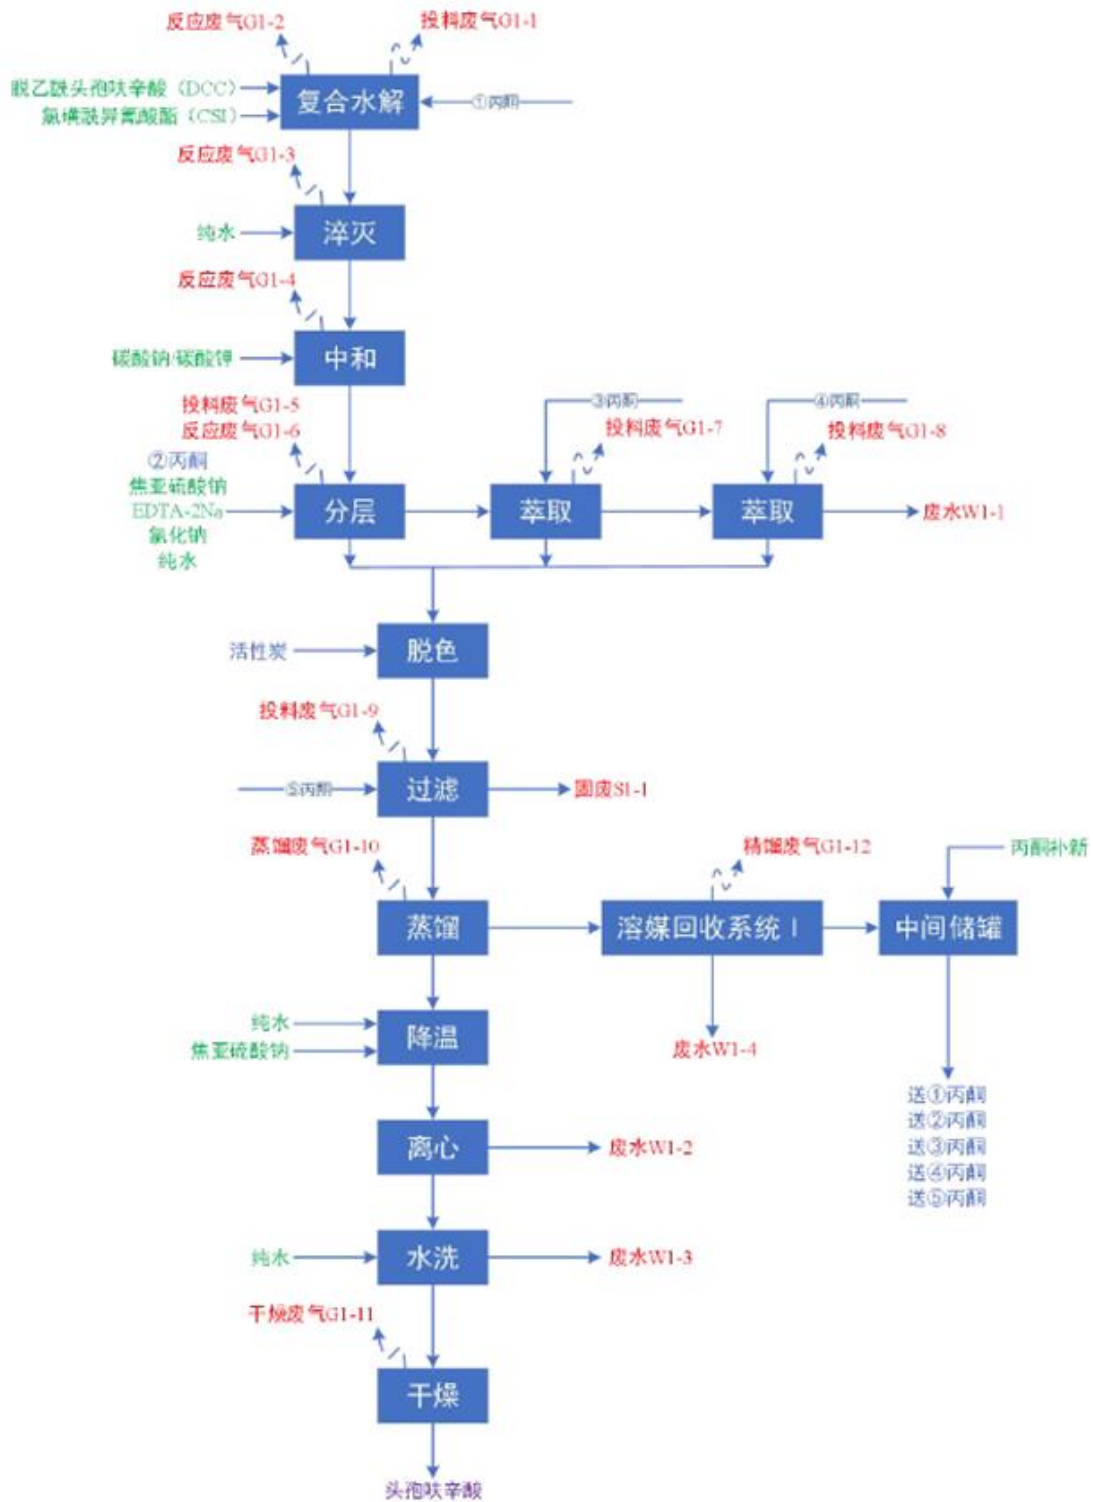 反应废气G1-2
投料废气G1-1
脱乙酰头孢呋辛酸（DCC）
氯磺酰异氰酸酯（CSI）
复合水解
①丙酮
反应废气G1-3
纯水
淬灭
反应废气G1-4
碳酸钠/碳酸钾
中和
投料废气G1-5
反应废气G1-6
③丙酮
④丙酮
投料废气G1-7
投料废气G1-8
②丙酮
焦亚硫酸钠
EDTA-2Na
氯化钠
纯水
分层
萃取
萃取
废水W1-1
活性炭
脱色
投料废气G1-9
⑤丙酮
过滤
固废S1-1
蒸馏废气G1-10
精馏废气G1-12
丙酮补新
蒸馏
溶媒回收系统 I
中间储罐
纯水
焦亚硫酸钠
降温
废水W1-4
送①丙酮
送②丙酮
送③丙酮
送④丙酮
送⑤丙酮
离心
废水W1-2
纯水
水洗
废水W1-3
干燥废气G1-11
干燥
头孢呋辛酸